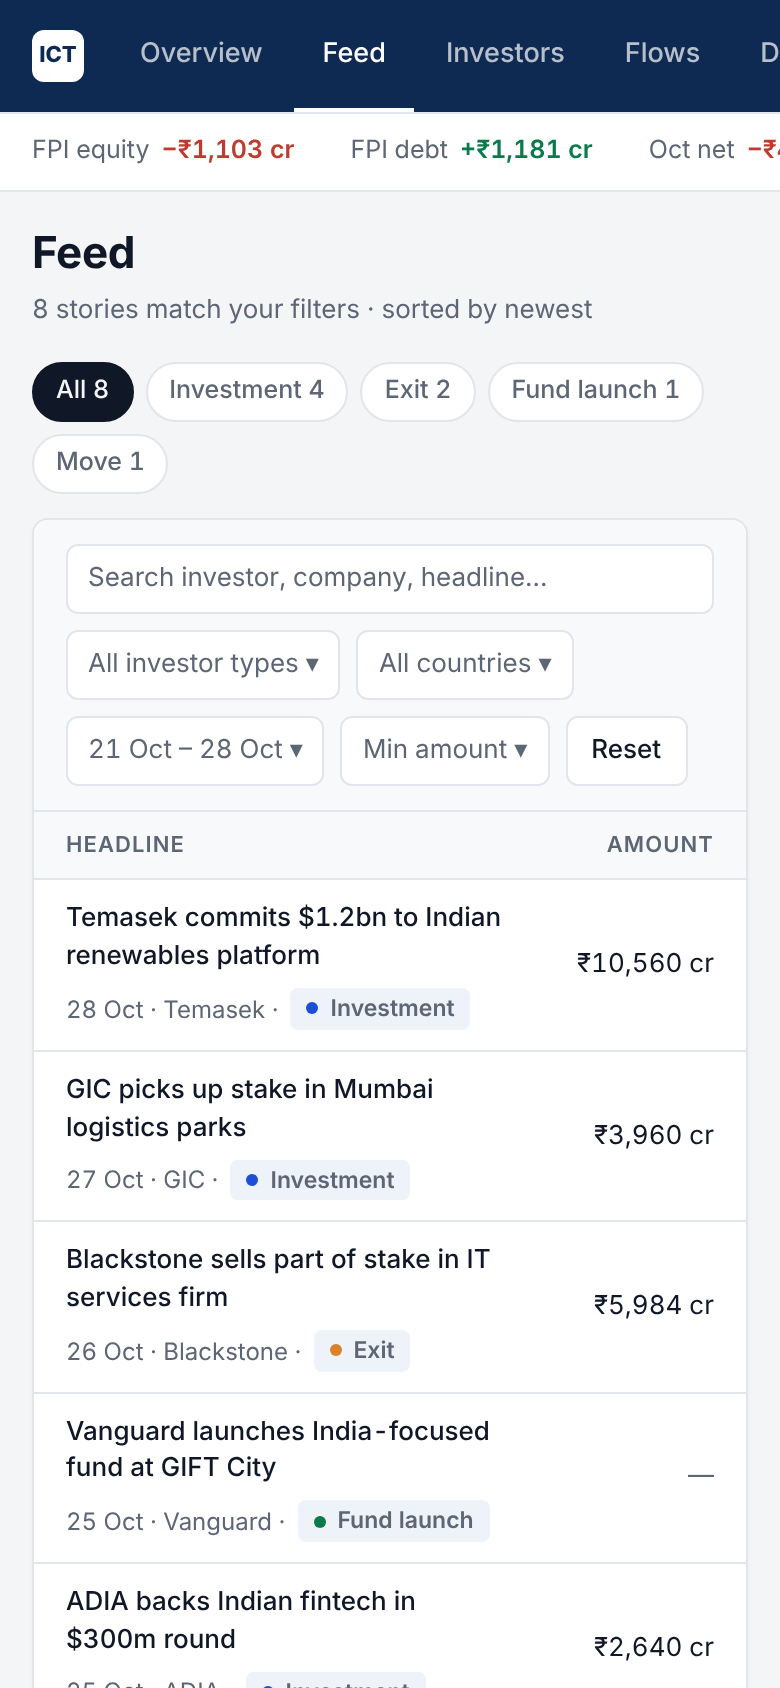 ICT Overview Feed Investors Flows D
FPI equity −₹1,103 cr FPI debt +₹1,181 cr Oct net −₹
Feed
8 stories match your filters · sorted by newest
All 8 Investment 4 Exit 2 Fund launch 1
Move 1
Search investor, company, headline...
All investor types ▾ All countries ▾
21 Oct – 28 Oct ▾ Min amount ▾ Reset
HEADLINE AMOUNT
Temasek commits $1.2bn to Indian
renewables platform
₹10,560 cr
28 Oct · Temasek · Investment
GIC picks up stake in Mumbai
logistics parks
₹3,960 cr
27 Oct · GIC · Investment
Blackstone sells part of stake in IT
services firm
₹5,984 cr
26 Oct · Blackstone · Exit
Vanguard launches India-focused
fund at GIFT City
—
25 Oct · Vanguard · Fund launch
ADIA backs Indian fintech in
$300m round
₹2,640 cr
25 Oct · ADIA · Investment